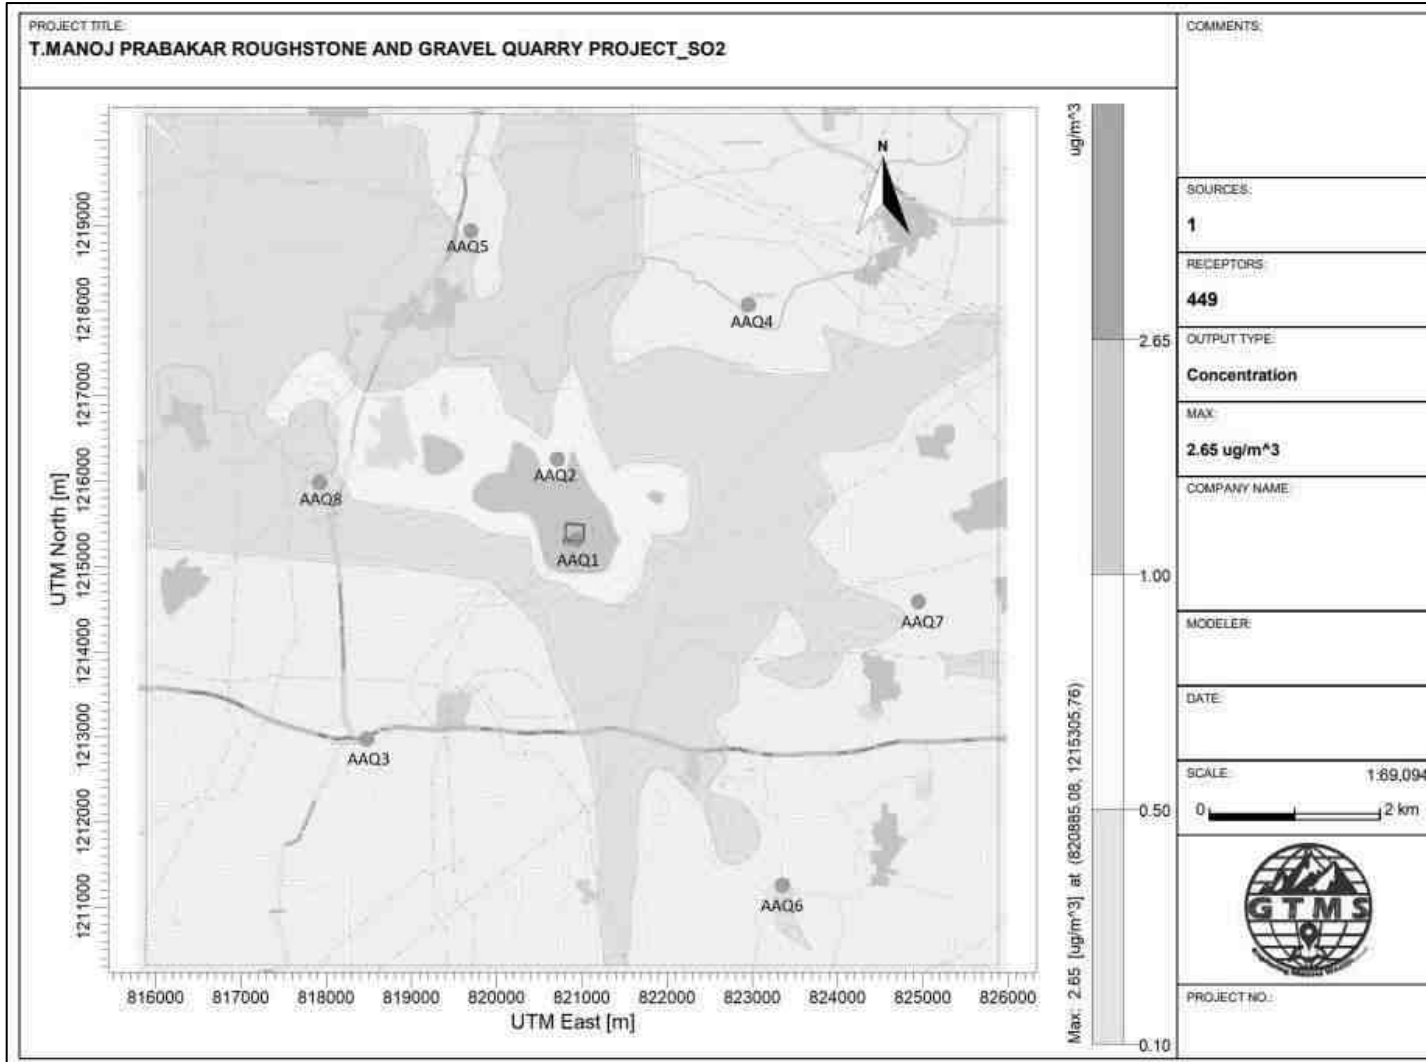 PROJECT TITLE:
T.MANOJ PRABAKAR ROUGHSTONE AND GRAVEL QUARRY PROJECT_SO2
COMMENTS:
SOURCES:
1
RECEPTORS:
449
OUTPUT TYPE:
Concentration
MAX:
2.65 ug/m^3
COMPANY NAME:
MODELER:
DATE:
SCALE: 1:69,094
0 2 km
GTMS
PROJECT NO.:
N
AAQ5
AAQ4
AAQ2
AAQ8
AAQ1
AAQ7
AAQ3
AAQ6
UTM North [m]
1219000
1218000
1217000
1216000
1215000
1214000
1213000
1212000
1211000
816000 817000 818000 819000 820000 821000 822000 823000 824000 825000 826000
UTM East [m]
ug/m^3
2.65
1.00
0.50
0.10
Max: 2.65 [ug/m^3] at (820885.08, 1215305.76)